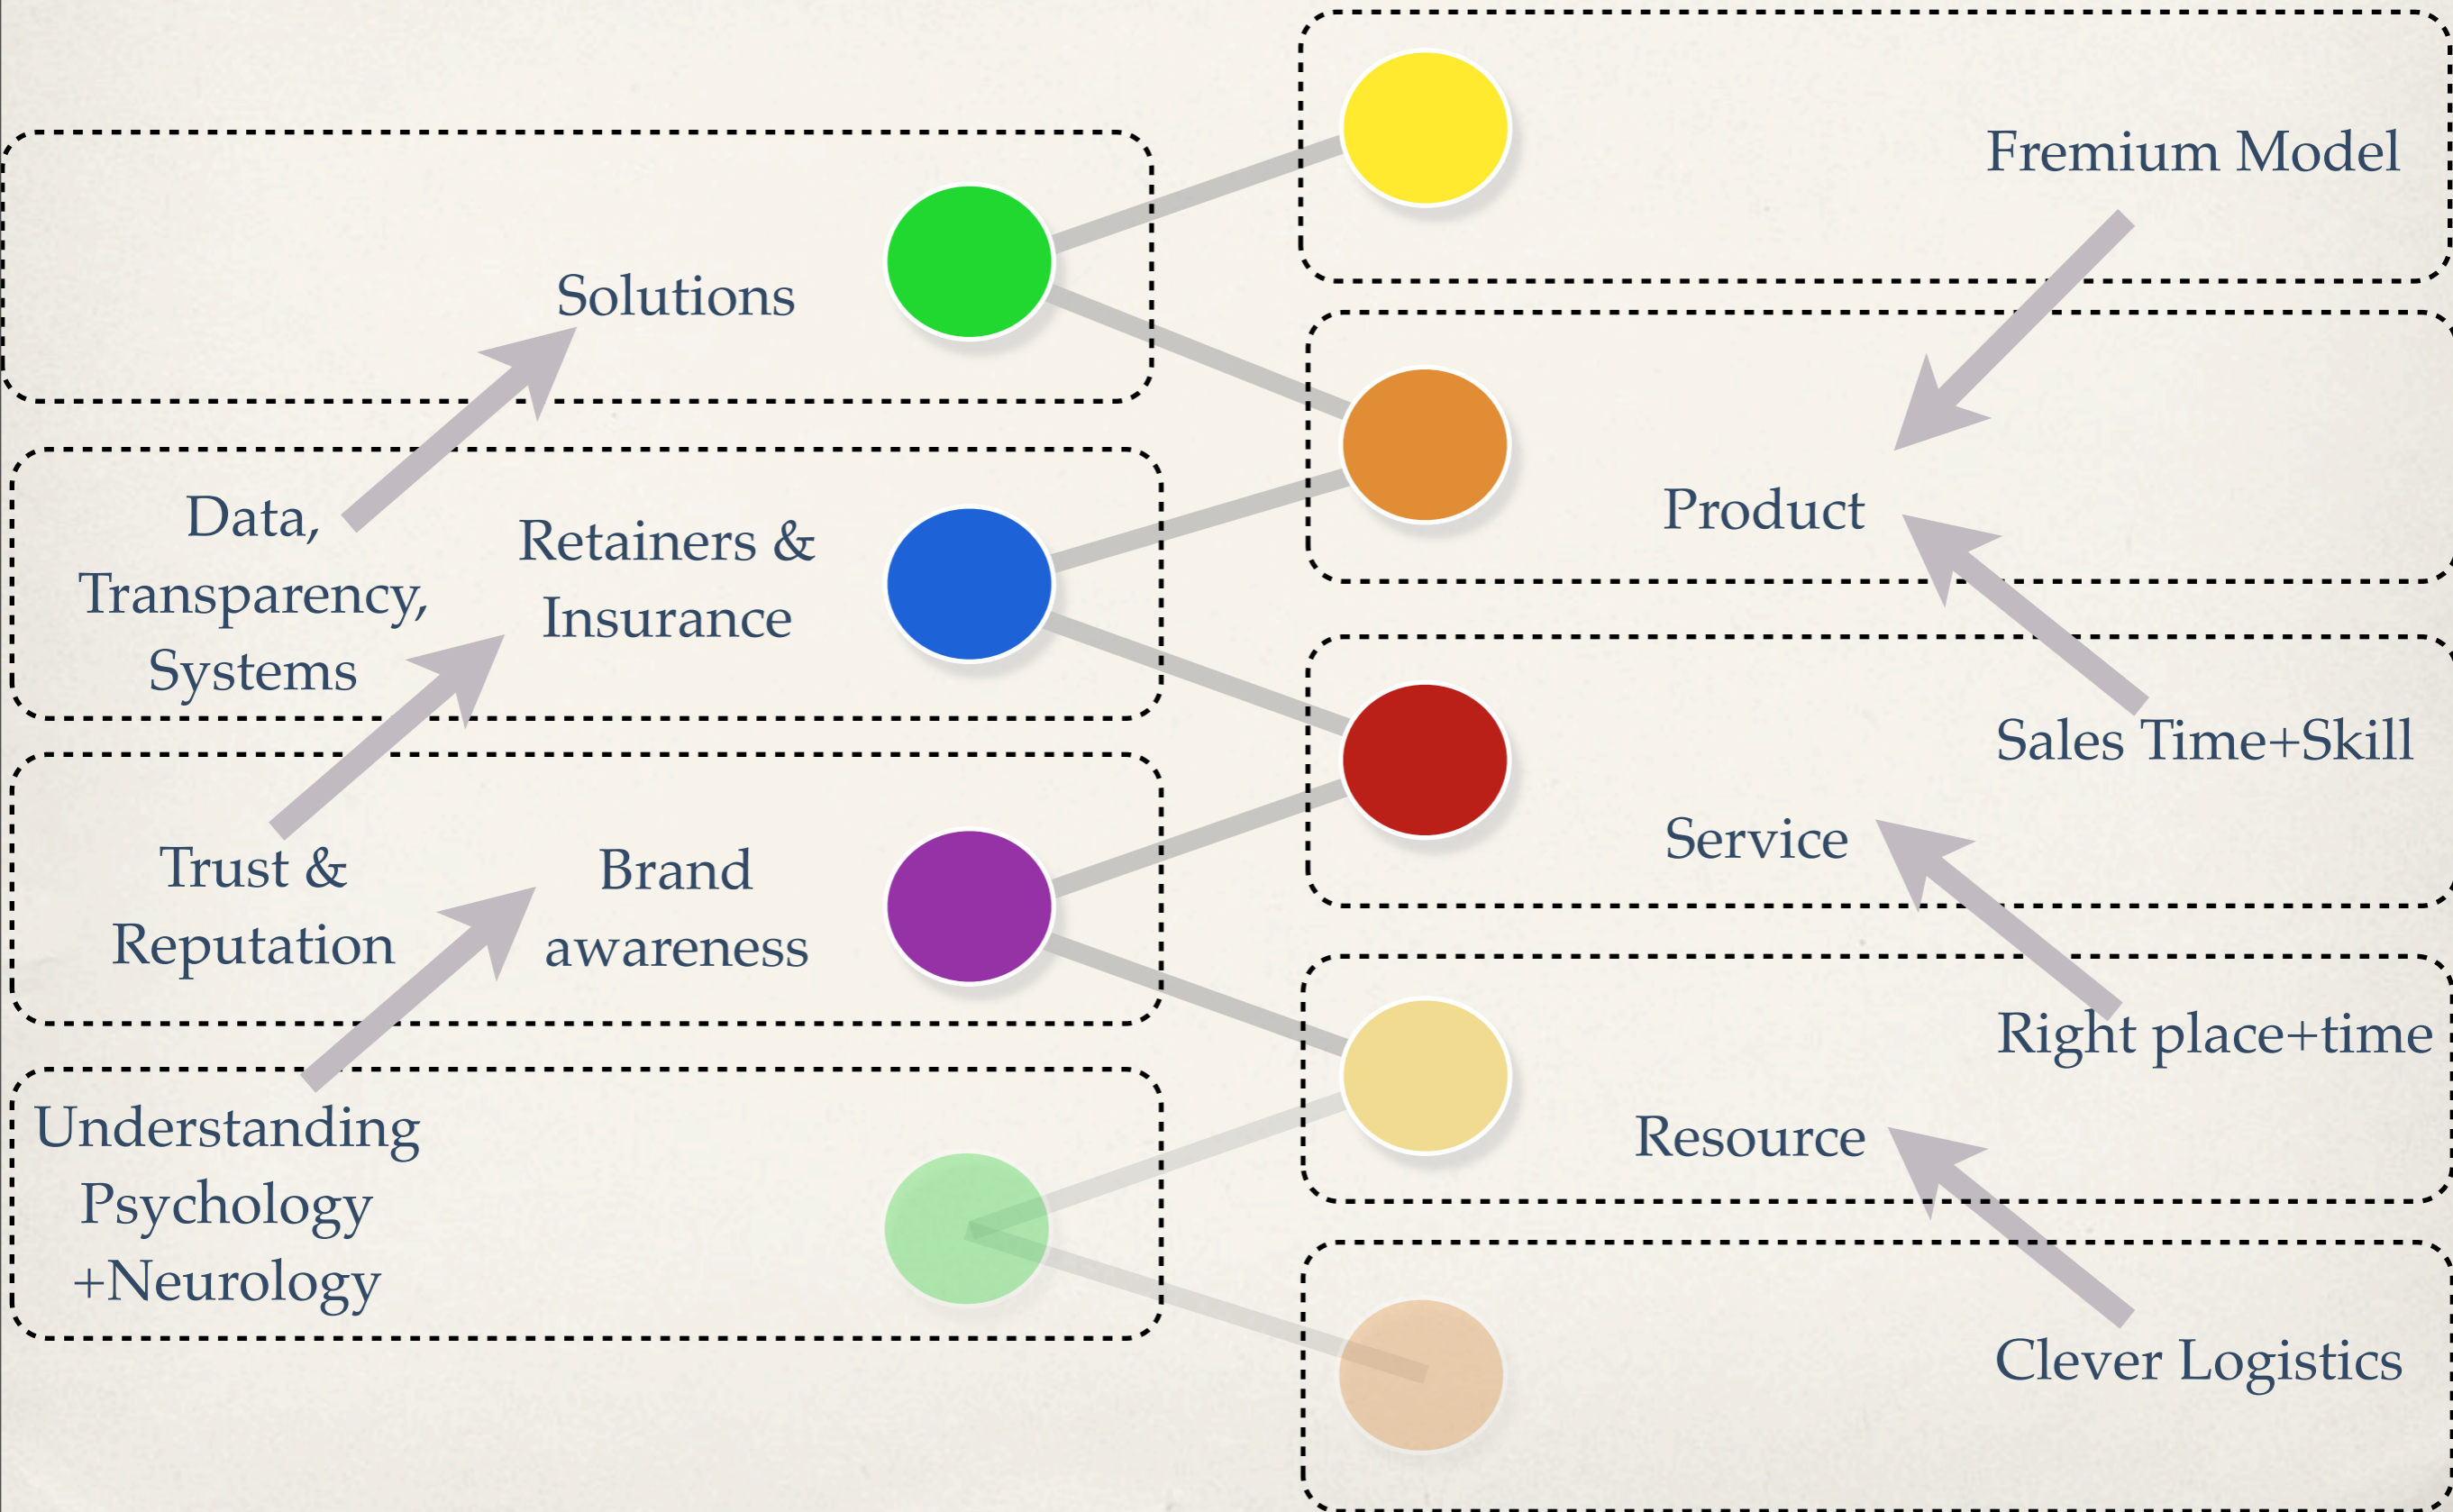 Solutions
Data,
Transparency,
Systems
Retainers &
Insurance
Trust &
Reputation
Brand
awareness
Understanding
Psychology
+Neurology
Fremium Model
Product
Sales Time+Skill
Service
Right place+time
Resource
Clever Logistics